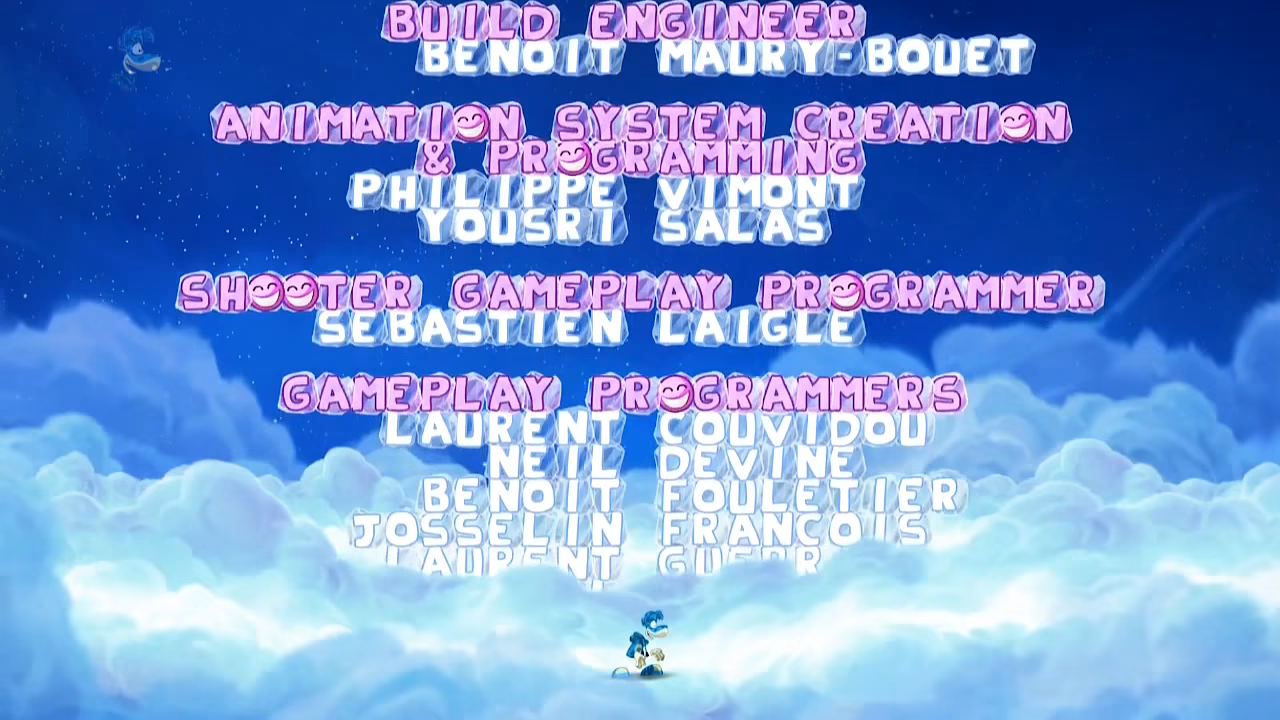 BUILD ENGINEER
BENOIT MAURY-BOUET
ANIMATION SYSTEM CREATION
& PROGRAMMING
PHILIPPE VIMONT
YOUSRI SALAS
SHOOTER GAMEPLAY PROGRAMMER
SEBASTIEN LAIGLE
GAMEPLAY PROGRAMMERS
LAURENT COUVIDOU
NEIL DEVINE
BENOIT FOULETIER
JOSSELIN FRANCOIS
LAURENT